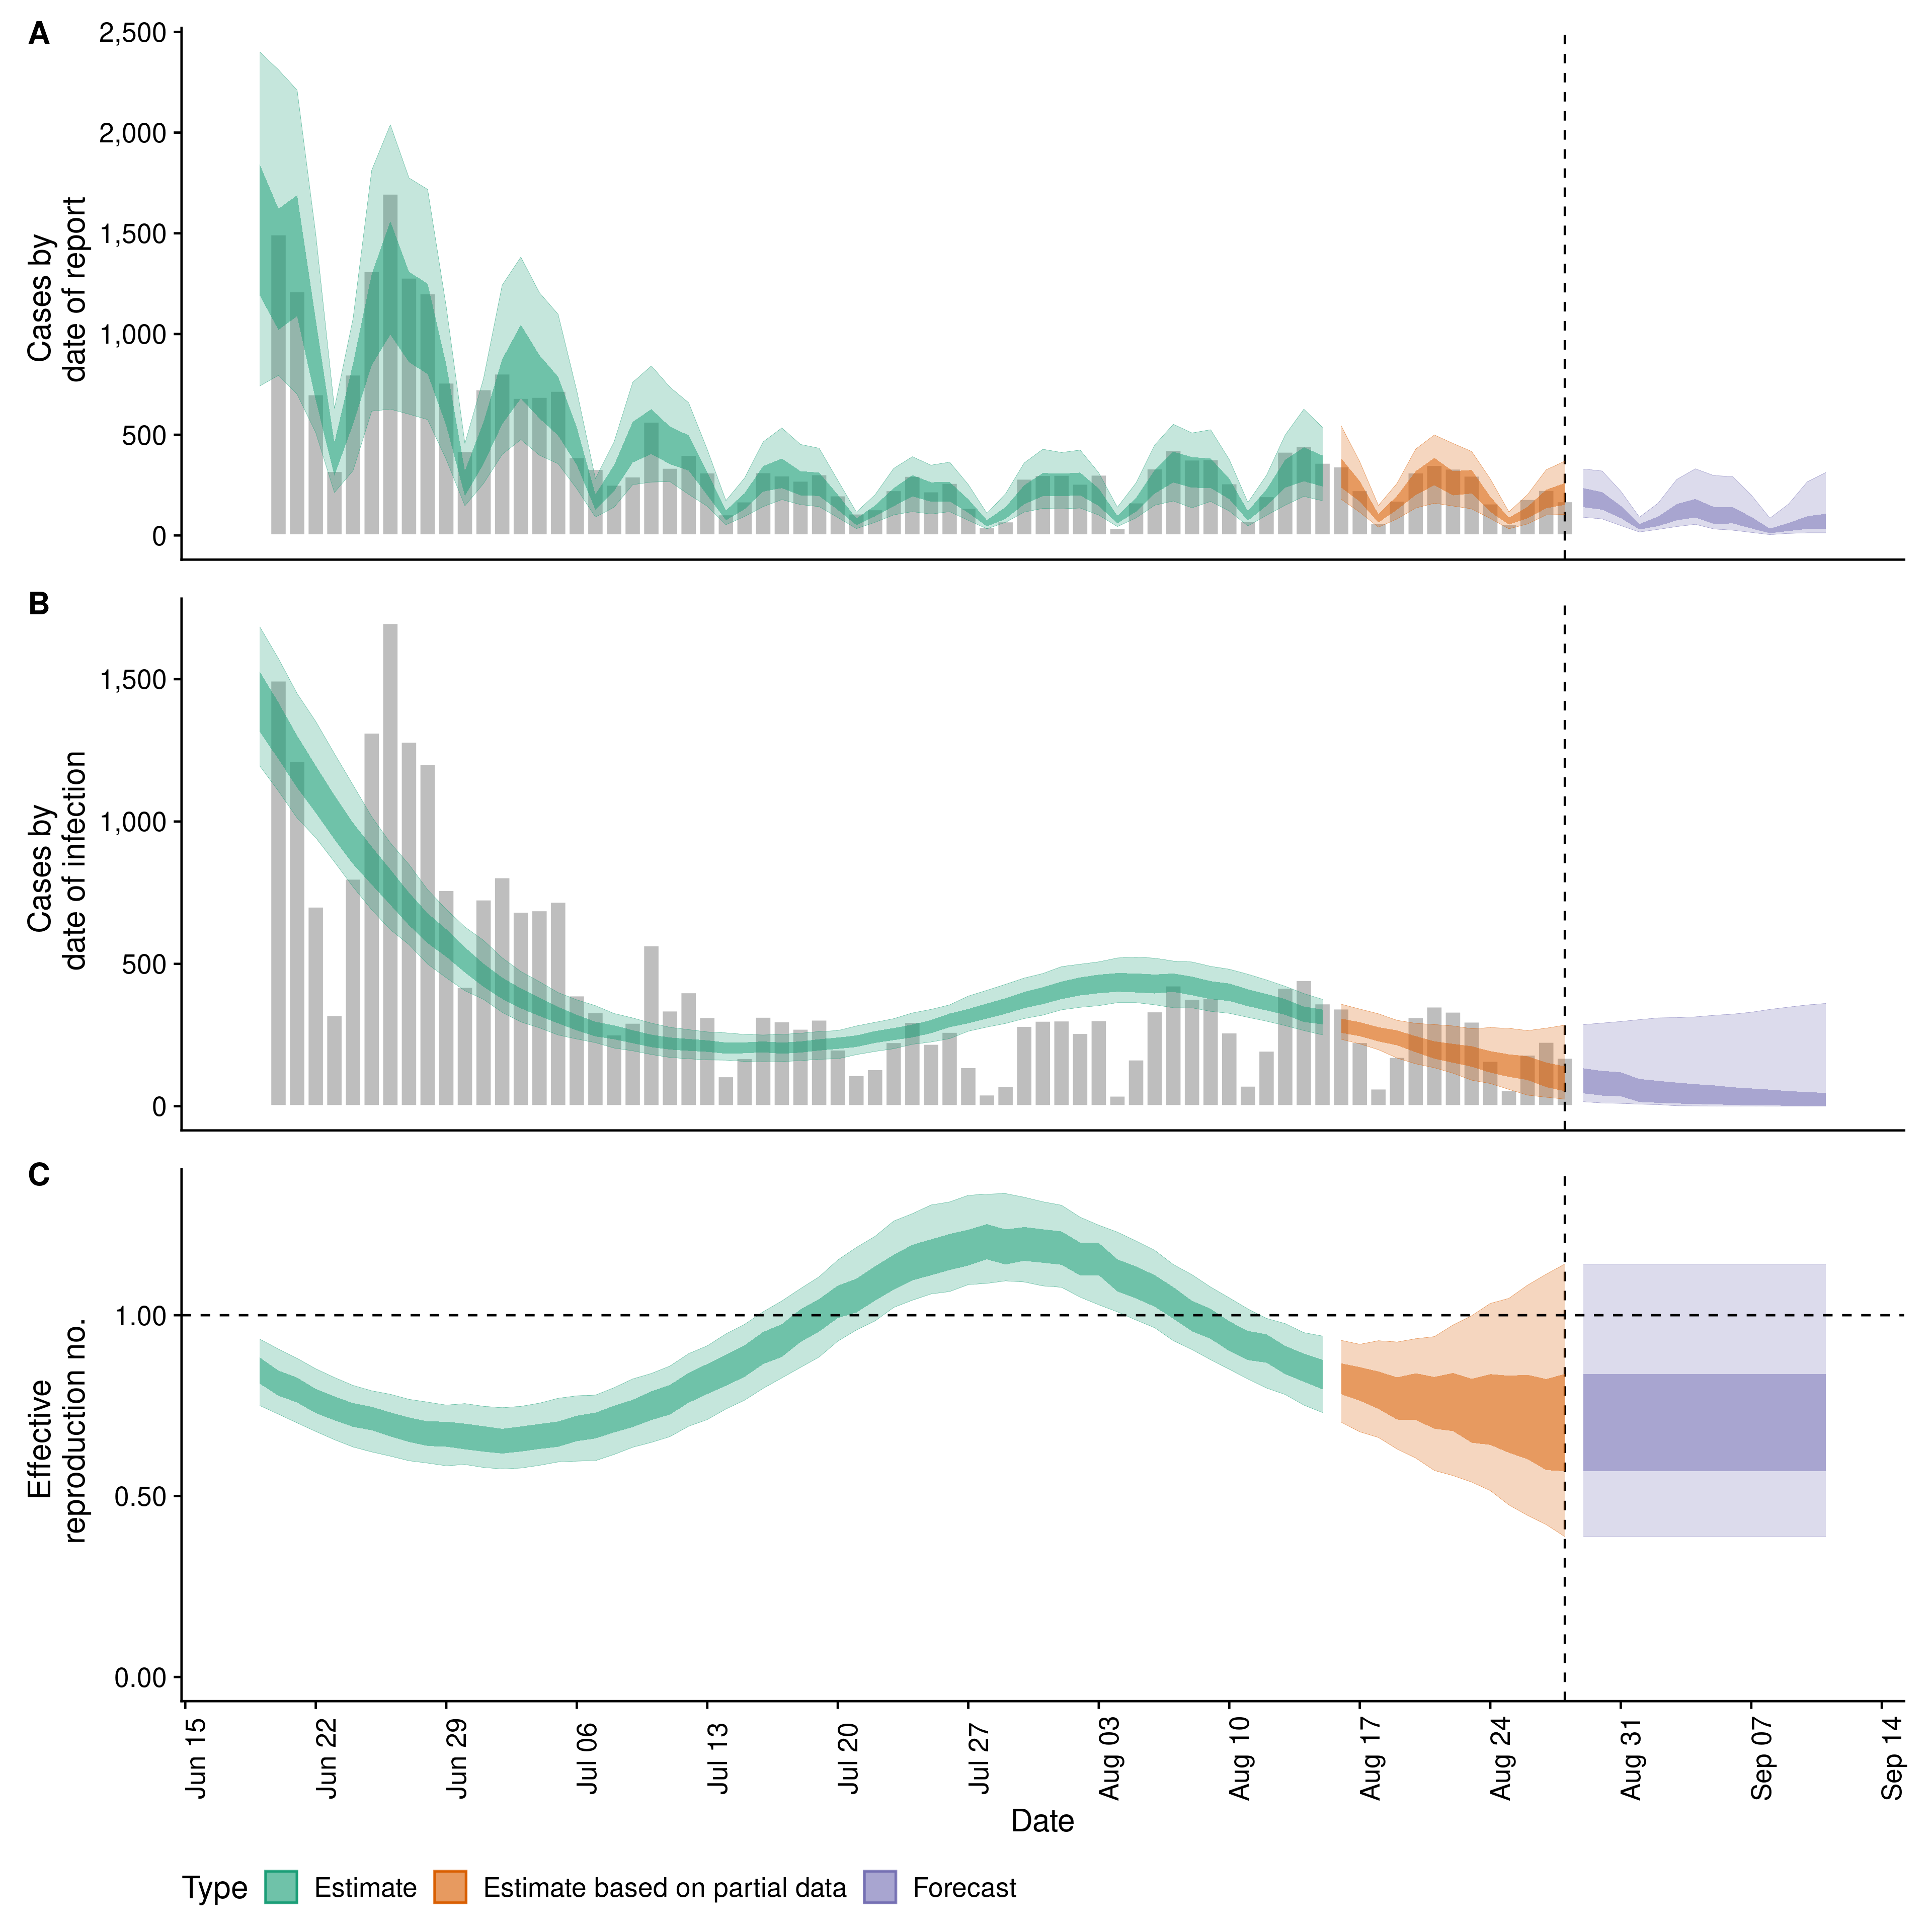 A
2,500
2,000
1,500
1,000
500
0
Cases by
date of report
B
1,500
1,000
500
0
Cases by
date of infection
C
1.00
0.50
0.00
Effective
reproduction no.
Jun 15
Jun 22
Jun 29
Jul 06
Jul 13
Jul 20
Jul 27
Aug 03
Aug 10
Aug 17
Aug 24
Aug 31
Sep 07
Sep 14
Date
Type Estimate Estimate based on partial data Forecast